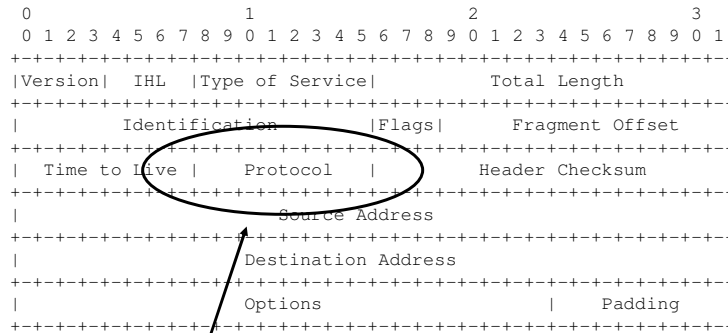 0                   1                   2                   3
0 1 2 3 4 5 6 7 8 9 0 1 2 3 4 5 6 7 8 9 0 1 2 3 4 5 6 7 8 9 0 1
+-+-+-+-+-+-+-+-+-+-+-+-+-+-+-+-+-+-+-+-+-+-+-+-+-+-+-+-+-+-+-
|Version|  IHL  |Type of Service|          Total Length
+-+-+-+-+-+-+-+-+-+-+-+-+-+-+-+-+-+-+-+-+-+-+-+-+-+-+-+-+-+-+-
|         Identification        |Flags|      Fragment Offset
+-+-+-+-+-+-+-+-+-+-+-+-+-+-+-+-+-+-+-+-+-+-+-+-+-+-+-+-+-+-+-
|  Time to Live |    Protocol   |         Header Checksum
+-+-+-+-+-+-+-+-+-+-+-+-+-+-+-+-+-+-+-+-+-+-+-+-+-+-+-+-+-+-+-
|                       Source Address
+-+-+-+-+-+-+-+-+-+-+-+-+-+-+-+-+-+-+-+-+-+-+-+-+-+-+-+-+-+-+-
|                    Destination Address
+-+-+-+-+-+-+-+-+-+-+-+-+-+-+-+-+-+-+-+-+-+-+-+-+-+-+-+-+-+-+-
|                    Options                    |    Padding
+-+-+-+-+-+-+-+-+-+-+-+-+-+-+-+-+-+-+-+-+-+-+-+-+-+-+-+-+-+-+-